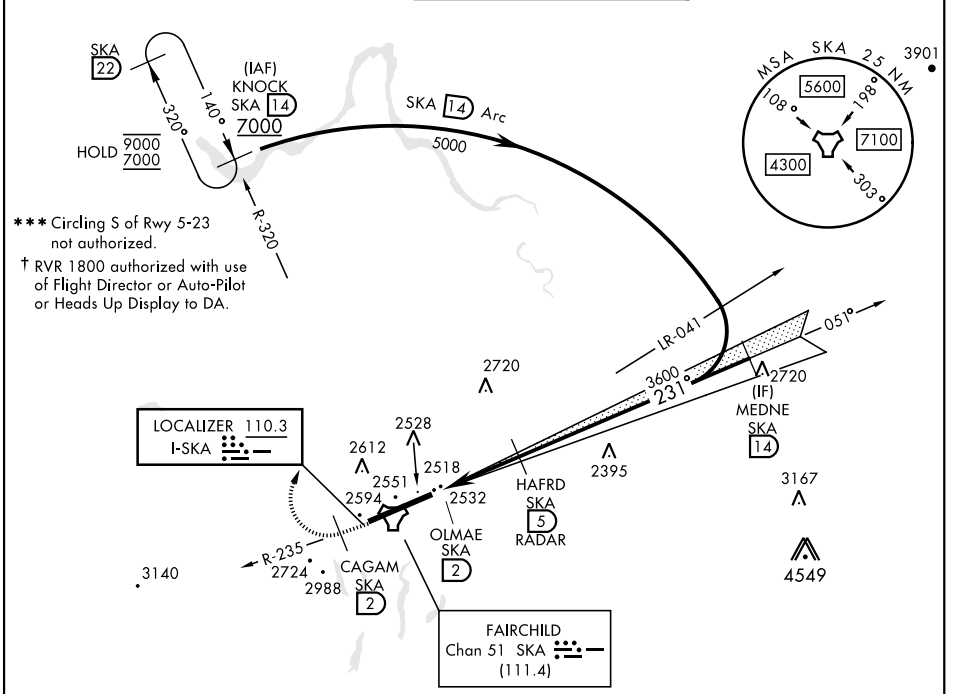 SKA
22
(IAF)
KNOCK
SKA 14
7000
140°
320°
HOLD 9000
7000
R-320
SKA 14 Arc
5000
MSA SKA 25 NM
3901
5600
108°
198°
7100
4300
303°
*** Circling S of Rwy 5-23
not authorized.
† RVR 1800 authorized with use
of Flight Director or Auto-Pilot
or Heads Up Display to DA.
LR-041
051°
3600
231°
2720
2720
(IF)
MEDNE
SKA
14
LOCALIZER 110.3
I-SKA
2528
2612
2551
2518
2594
2532
2395
HAFRD
SKA
5
RADAR
3167
OLMAE
SKA
2
R-235
CAGAM
SKA
2
2724
2988
3140
4549
FAIRCHILD
Chan 51 SKA
(111.4)